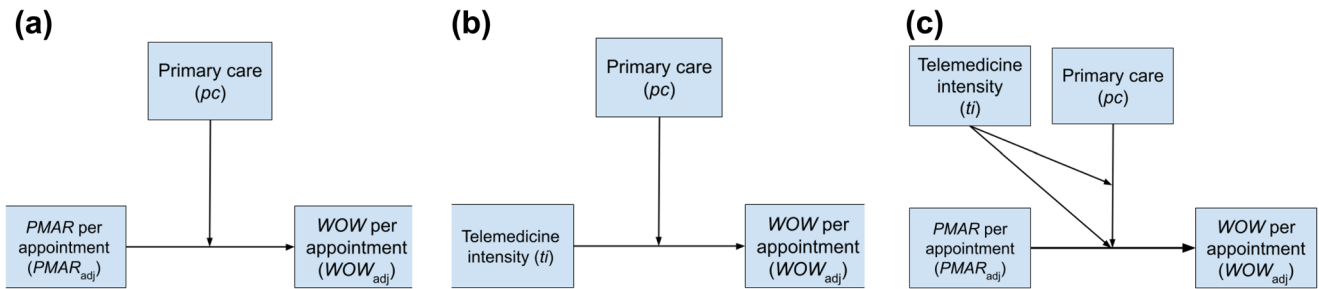 (a)
Primary care
(pc)
PMAR per
appointment
(PMARadj)
WOW per
appointment
(WOWadj)
(b)
Primary care
(pc)
Telemedicine
intensity (ti)
WOW per
appointment
(WOWadj)
(c)
Telemedicine
intensity
(ti)
Primary care
(pc)
PMAR per
appointment
(PMARadj)
WOW per
appointment
(WOWadj)